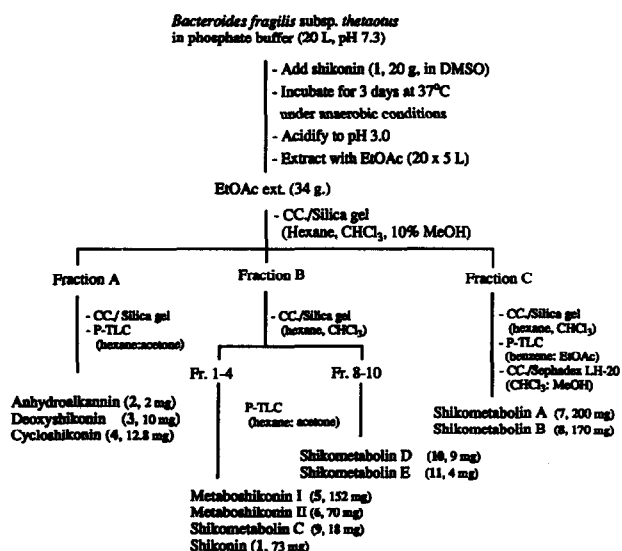 Bacteroides fragilis subsp. thetaotus
in phosphate buffer (20 L, pH 7.3)
- Add shikonin (1, 20 g, in DMSO)
- Incubate for 3 days at 37°C
under anaerobic conditions
- Acidify to pH 3.0
- Extract with EtOAc (20 x 5 L)
EtOAc ext. (34 g.)
- CC./Silica gel
(Hexane, CHCl3, 10% MeOH)
Fraction A
Fraction B
Fraction C
- CC./ Silica gel
- P-TLC
(hexane:acetone)
- CC./Silica gel
(hexane, CHCl3)
- CC./Silica gel
(hexane, CHCl3)
- P-TLC
(benzene: EtOAc)
- CC./Sephadex LH-20
(CHCl3: MeOH)
Fr. 1-4
Fr. 8-10
P-TLC
(hexane: acetone)
Anhydroalkannin (2, 2 mg)
Deoxyshikonin (3, 10 mg)
Cycloshikonin (4, 12.8 mg)
Shikometabolin A (7, 200 mg)
Shikometabolin B (8, 170 mg)
Shikometabolin D (10, 9 mg)
Shikometabolin E (11, 4 mg)
Metaboshikonin I (5, 152 mg)
Metaboshikonin II (6, 70 mg)
Shikometabolin C (9, 18 mg)
Shikonin (1, 73 mg)